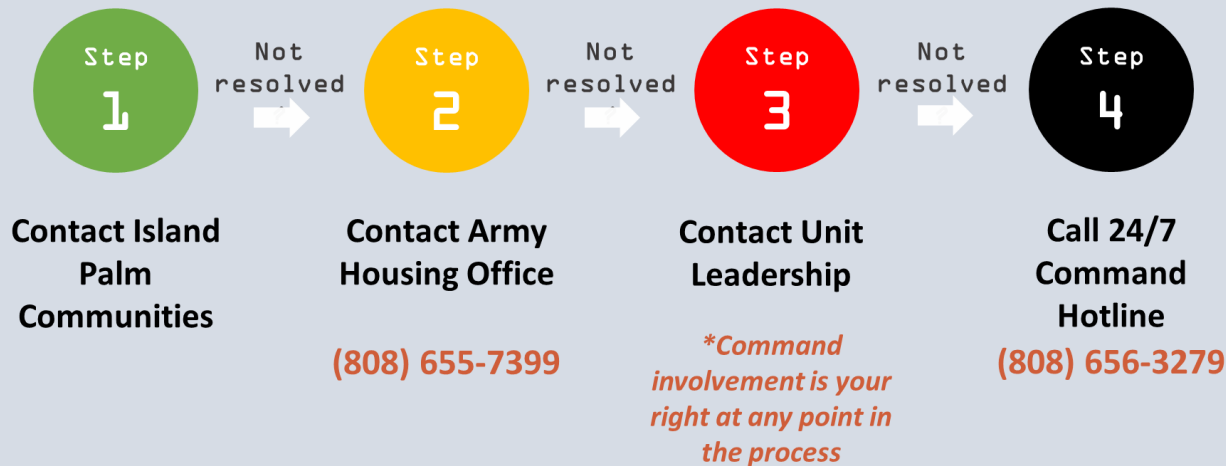 Step
1
Not
resolved
Step
2
Not
resolved
Step
3
Not
resolved
Step
4
Contact Island
Palm
Communities
Contact Army
Housing Office
(808) 655-7399
Contact Unit
Leadership
*Command
involvement is your
right at any point in
the process
Call 24/7
Command
Hotline
(808) 656-3279